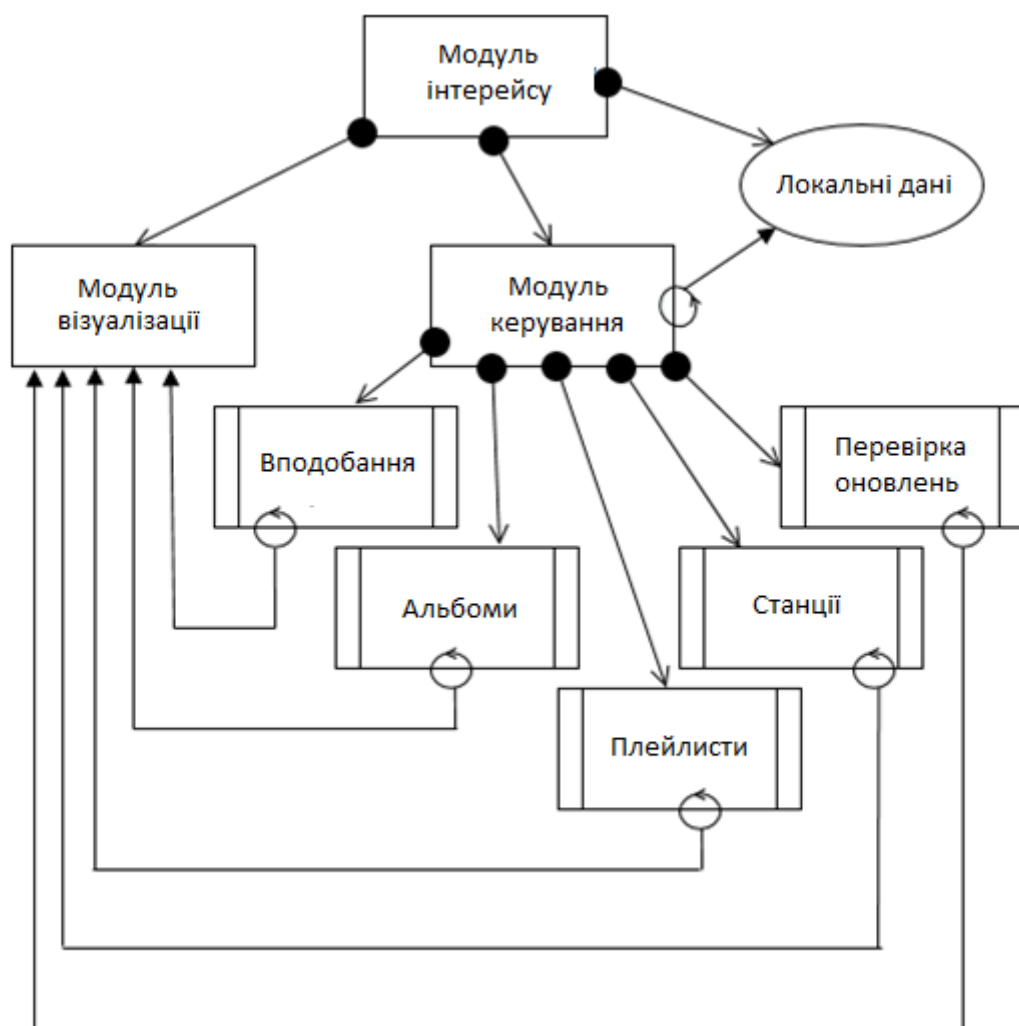 Модуль
інтерейсу
Локальні дані
Модуль
візуалізації
Модуль
керування
Вподобання
Перевірка
оновлень
Альбоми
Станції
Плейлисти